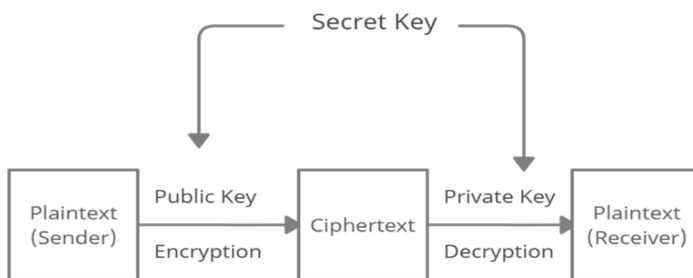 Secret Key
Plaintext
(Sender)
Public Key
Encryption
Ciphertext
Private Key
Decryption
Plaintext
(Receiver)